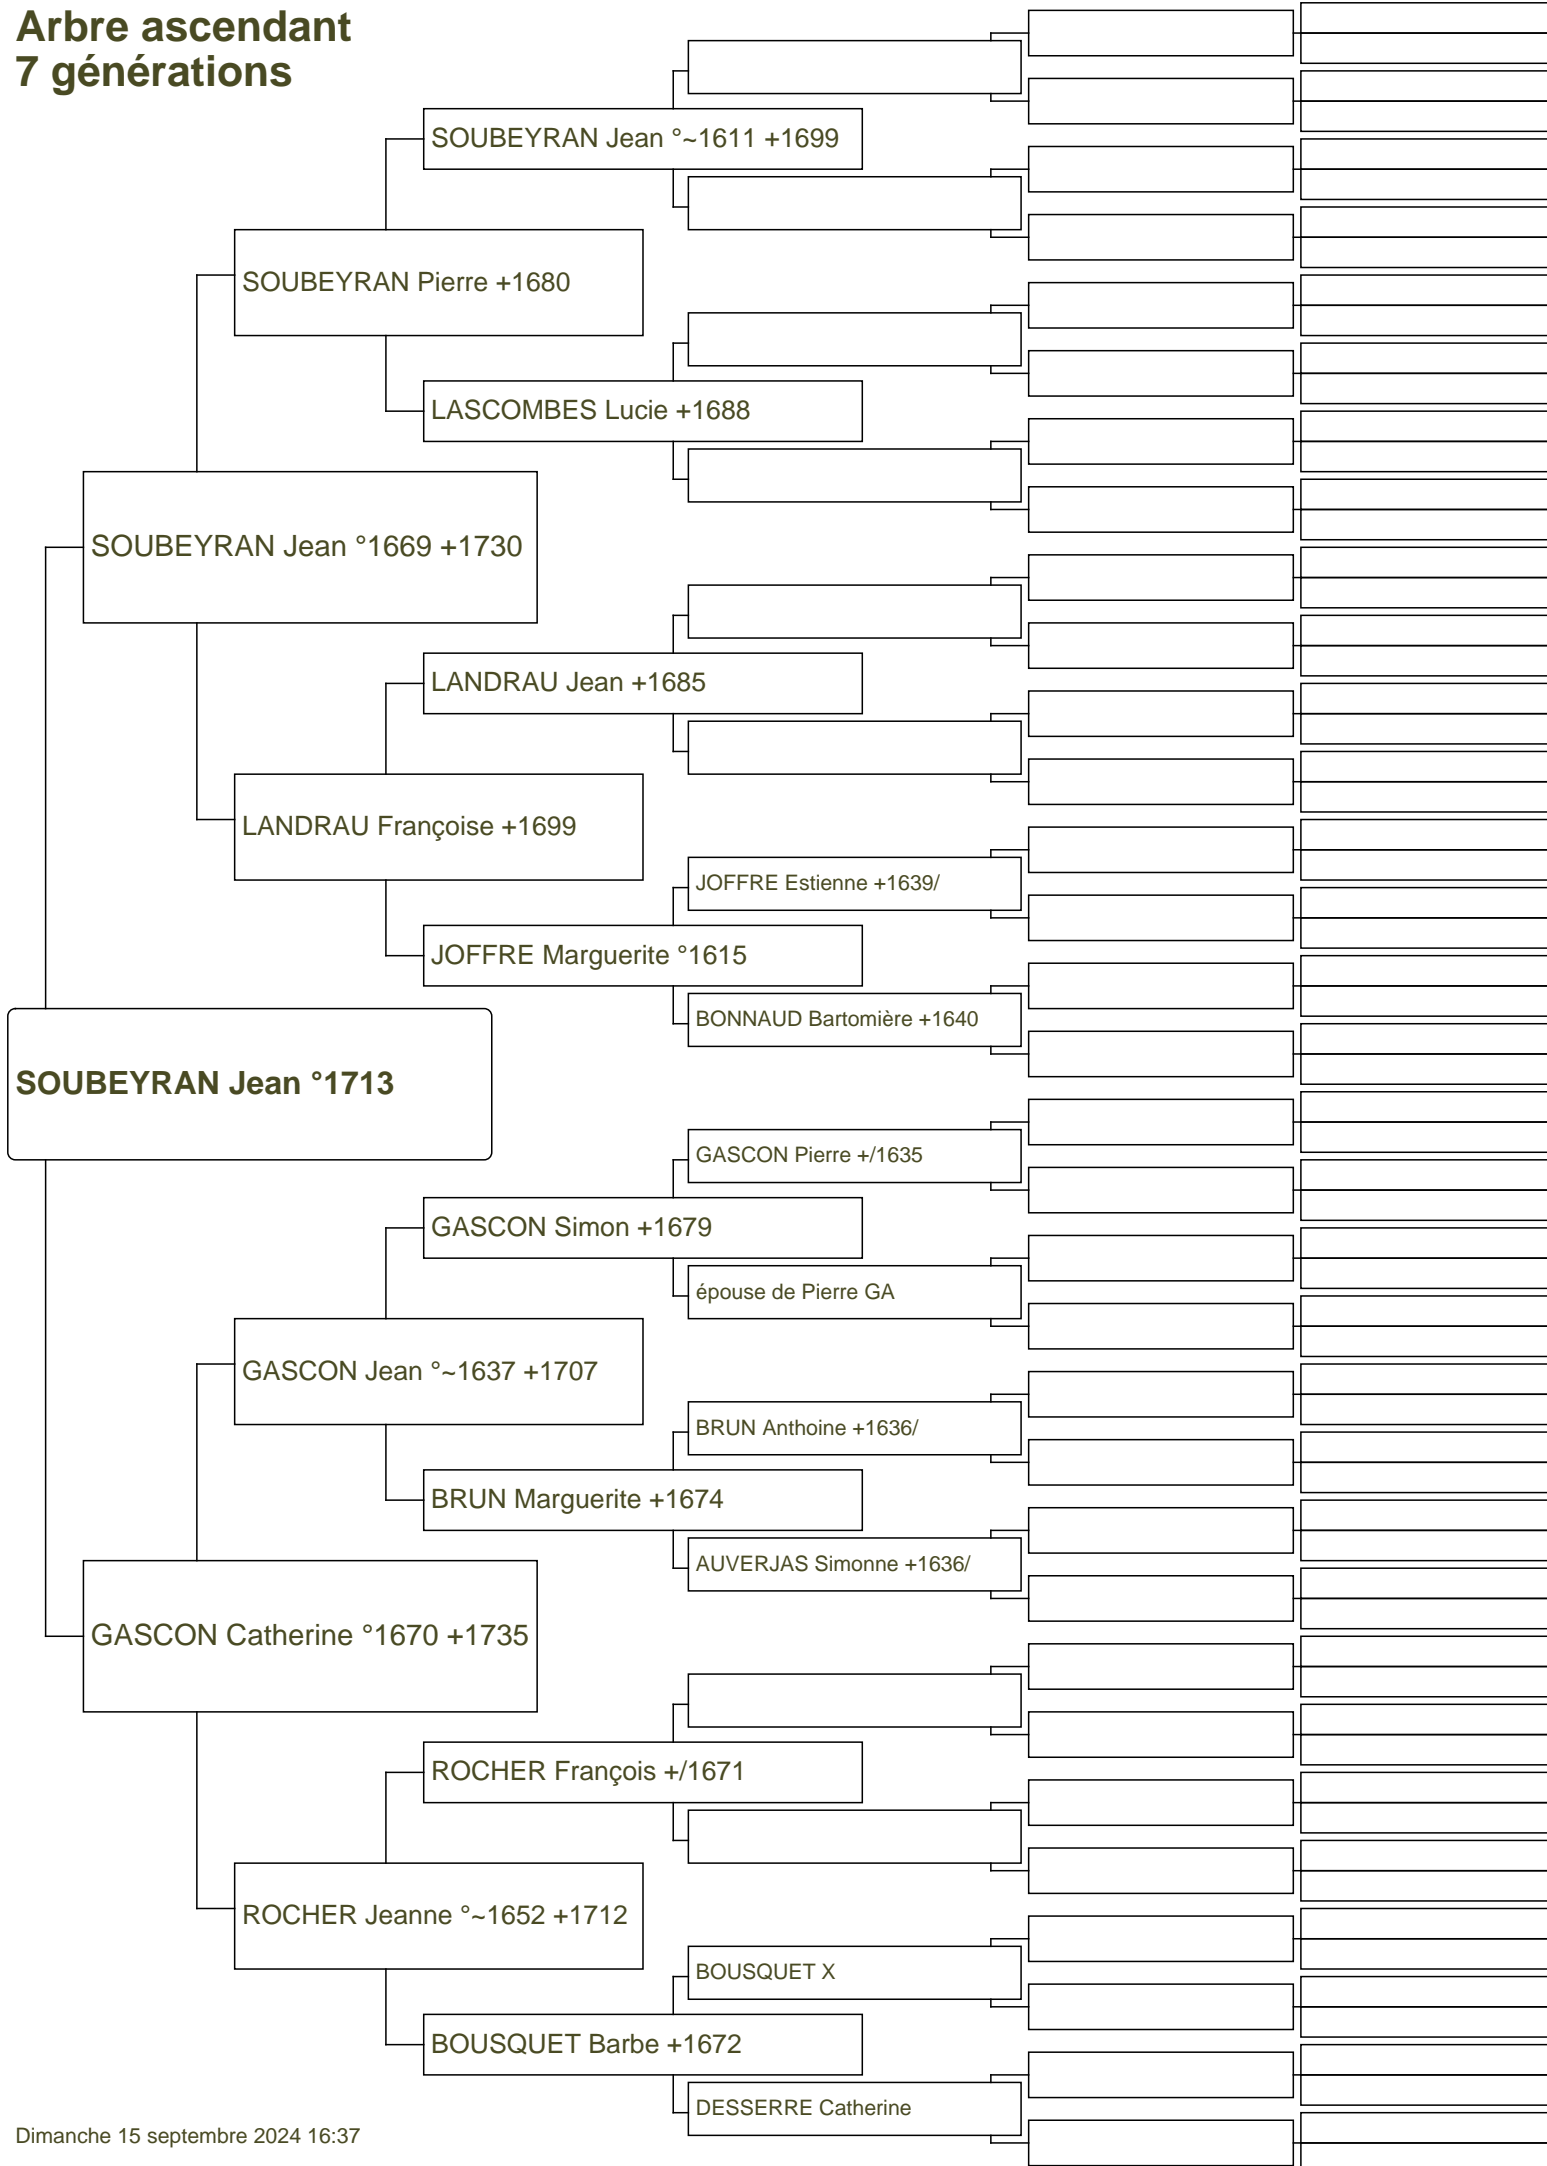 Arbre ascendant
7 générations
SOUBEYRAN Jean °~1611 +1699
SOUBEYRAN Pierre +1680
LASCOMBES Lucie +1688
SOUBEYRAN Jean °1669 +1730
LANDRAU Jean +1685
LANDRAU Françoise +1699
JOFFRE Estienne +1639/
JOFFRE Marguerite °1615
BONNAUD Bartomière +1640
SOUBEYRAN Jean °1713
GASCON Pierre +/1635
GASCON Simon +1679
épouse de Pierre GA
GASCON Jean °~1637 +1707
BRUN Anthoine +1636/
BRUN Marguerite +1674
AUVERJAS Simonne +1636/
GASCON Catherine °1670 +1735
ROCHER François +/1671
ROCHER Jeanne °~1652 +1712
BOUSQUET X
BOUSQUET Barbe +1672
DESSERRE Catherine
Dimanche 15 septembre 2024 16:37